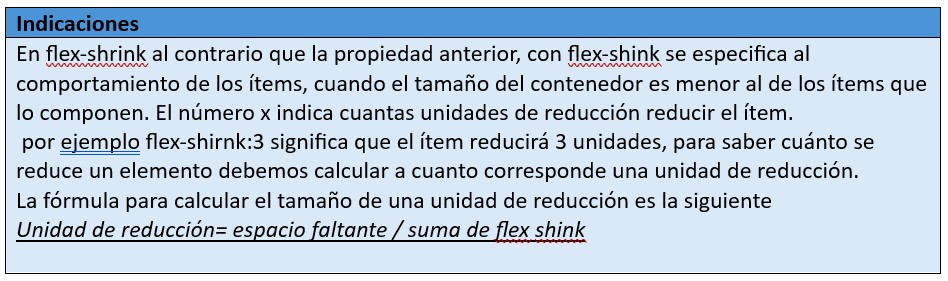 Indicaciones
En flex-shrink al contrario que la propiedad anterior, con flex-shink se especifica al
comportamiento de los ítems, cuando el tamaño del contenedor es menor al de los ítems que
lo componen. El número x indica cuantas unidades de reducción reducir el ítem.
por ejemplo flex-shirnk:3 significa que el ítem reducirá 3 unidades, para saber cuánto se
reduce un elemento debemos calcular a cuanto corresponde una unidad de reducción.
La fórmula para calcular el tamaño de una unidad de reducción es la siguiente
Unidad de reducción= espacio faltante / suma de flex shink